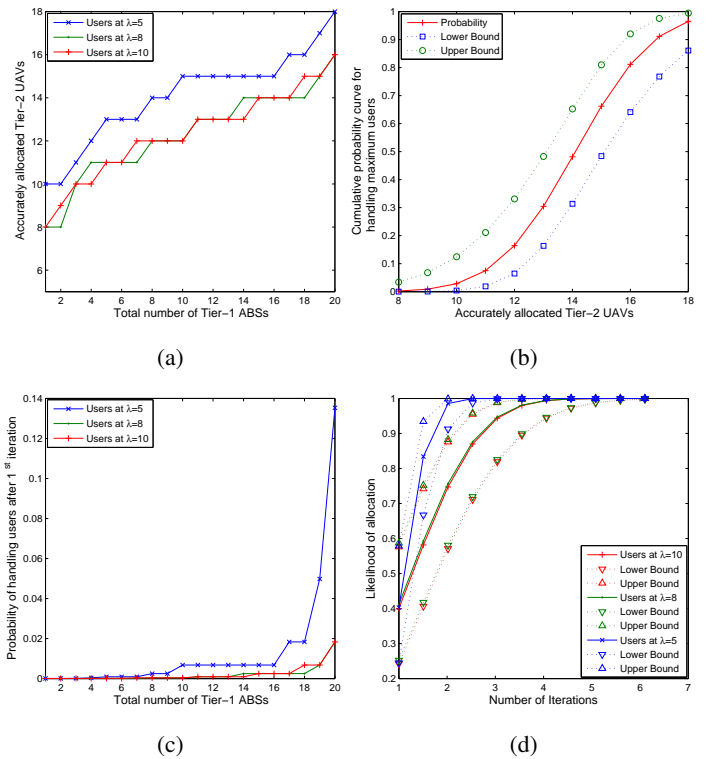 18
16
14
12
10
8
6
Accurately allocated Tier−2 UAVs
Users at λ=5
Users at λ=8
Users at λ=10
2 4 6 8 10 12 14 16 18 20
Total number of Tier−1 ABSs
(a)
1
0.9
0.8
0.7
0.6
0.5
0.4
0.3
0.2
0.1
0
Cumulative probability curve for
handling maximum users
Probability
Lower Bound
Upper Bound
8 10 12 14 16 18
Accurately allocated Tier−2 UAVs
(b)
0.14
0.12
0.1
0.08
0.06
0.04
0.02
0
Probability of handling users after 1 st iteration
Users at λ=5
Users at λ=8
Users at λ=10
2 4 6 8 10 12 14 16 18 20
Total number of Tier−1 ABSs
(c)
1
0.9
0.8
0.7
0.6
0.5
0.4
0.3
0.2
Likelihood of allocation
Users at λ=10
Lower Bound
Upper Bound
Users at λ=8
Lower Bound
Upper Bound
Users at λ=5
Lower Bound
Upper Bound
1 2 3 4 5 6 7
Number of Iterations
(d)